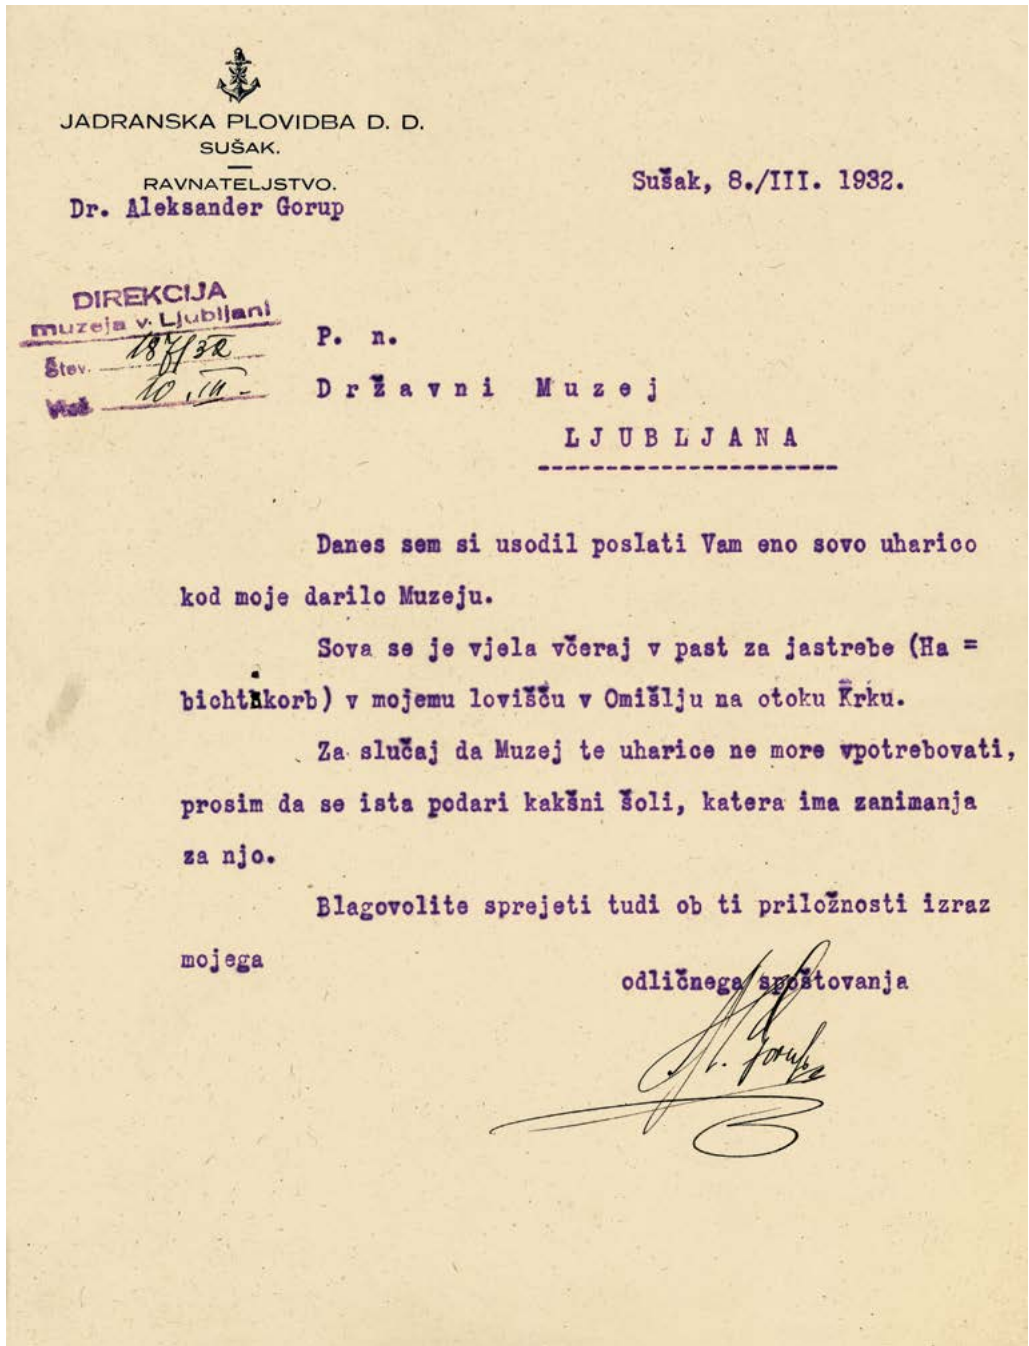 JADRANSKA PLOVIDBA D. D.
SUŠAK.
RAVNATELJSTVO.
Dr. Aleksander Gorup
Sušak, 8./III. 1932.
DIREKCIJA
muzeja v Ljubljani
Štev. 187/32
10. III -
P. n.
Državni Muzej
LJUBLJANA
Danes sem si usodil poslati Vam eno sovo uharico
kod moje darilo Muzeju.
Sova se je vjela včeraj v past za jastrebe (Ha =
bichtskorb) v mojemu lovišču v Omišlju na otoku Krku.
Za slučaj da Muzej te uharice ne more vpotrebovati,
prosim da se ista podari kakšni šoli, katera ima zanimanja
za njo.
Blagovolite sprejeti tudi ob ti priložnosti izraz
mojega
odličnega spoštovanja
A. Gorup